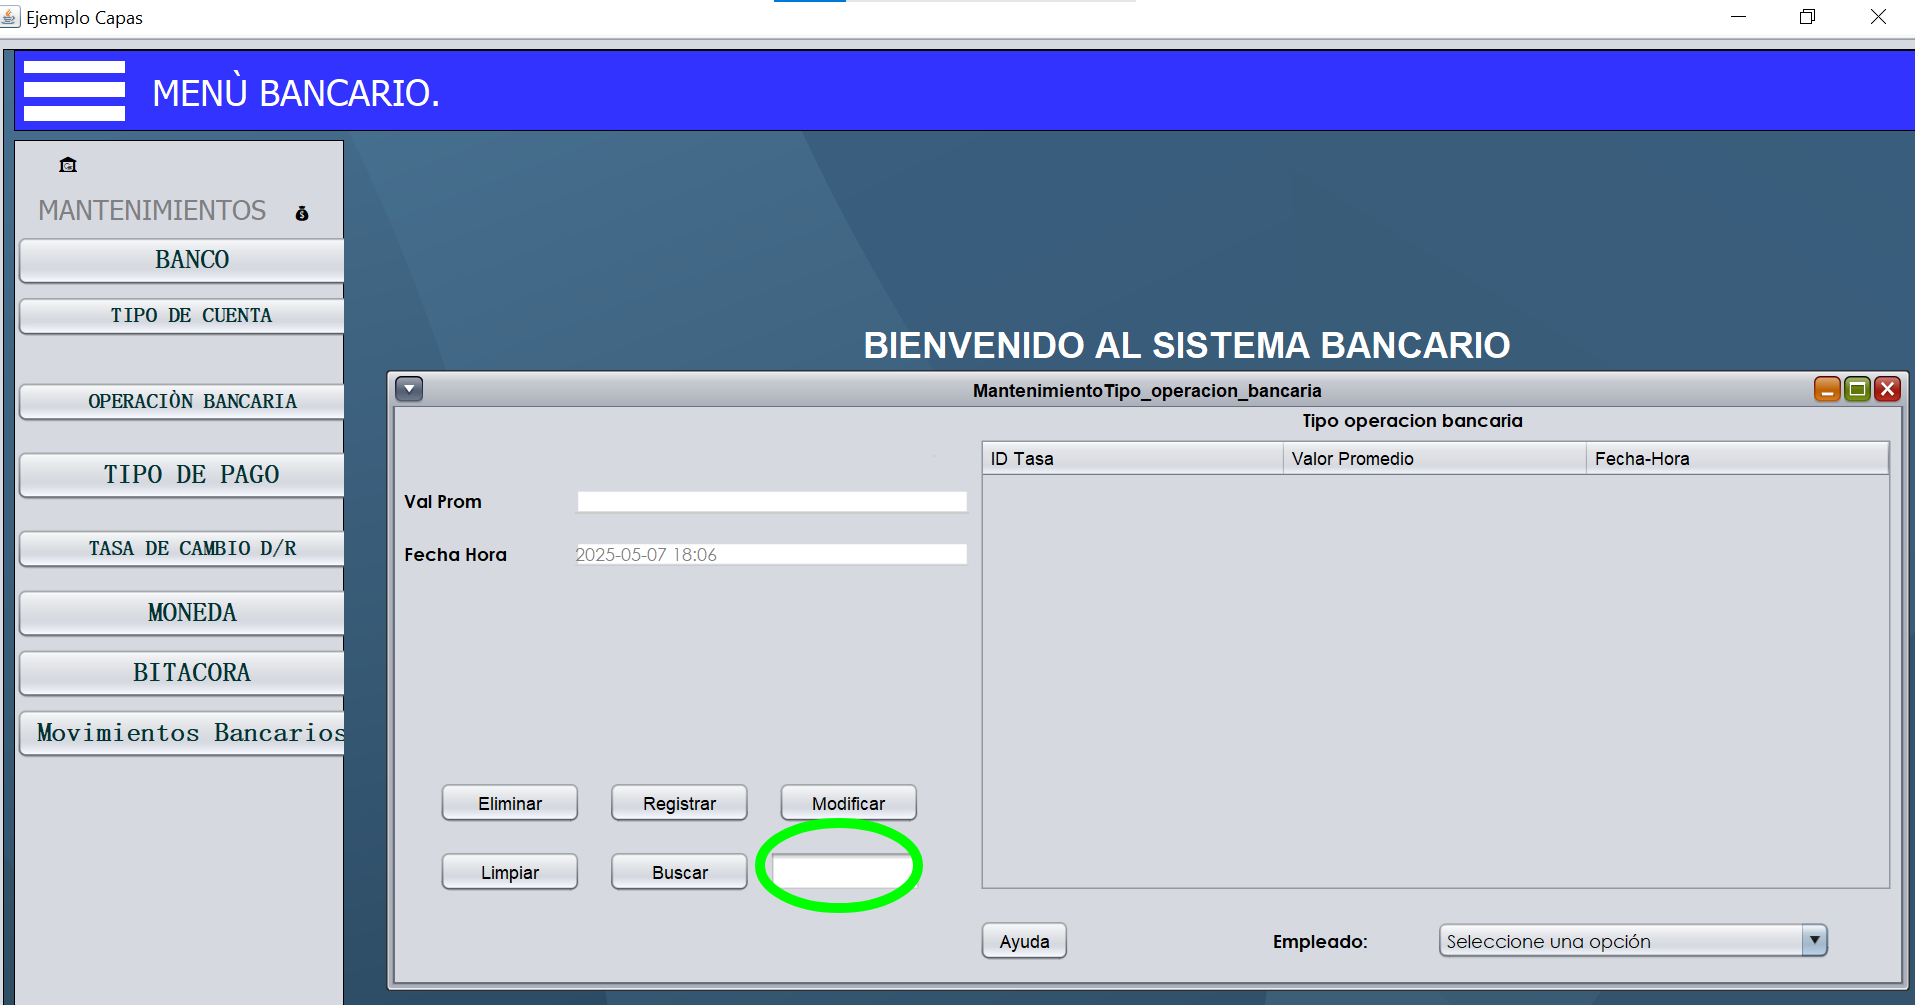 Ejemplo Capas
MENÙ BANCARIO.
MANTENIMIENTOS
BANCO
TIPO DE CUENTA
OPERACIÒN BANCARIA
TIPO DE PAGO
TASA DE CAMBIO D/R
MONEDA
BITACORA
Movimientos Bancarios
BIENVENIDO AL SISTEMA BANCARIO
MantenimientoTipo_operacion_bancaria
Tipo operacion bancaria
ID Tasa Valor Promedio Fecha-Hora
Val Prom
Fecha Hora 2025-05-07 18:06
Eliminar Registrar Modificar
Limpiar Buscar
Ayuda Empleado: Seleccione una opción